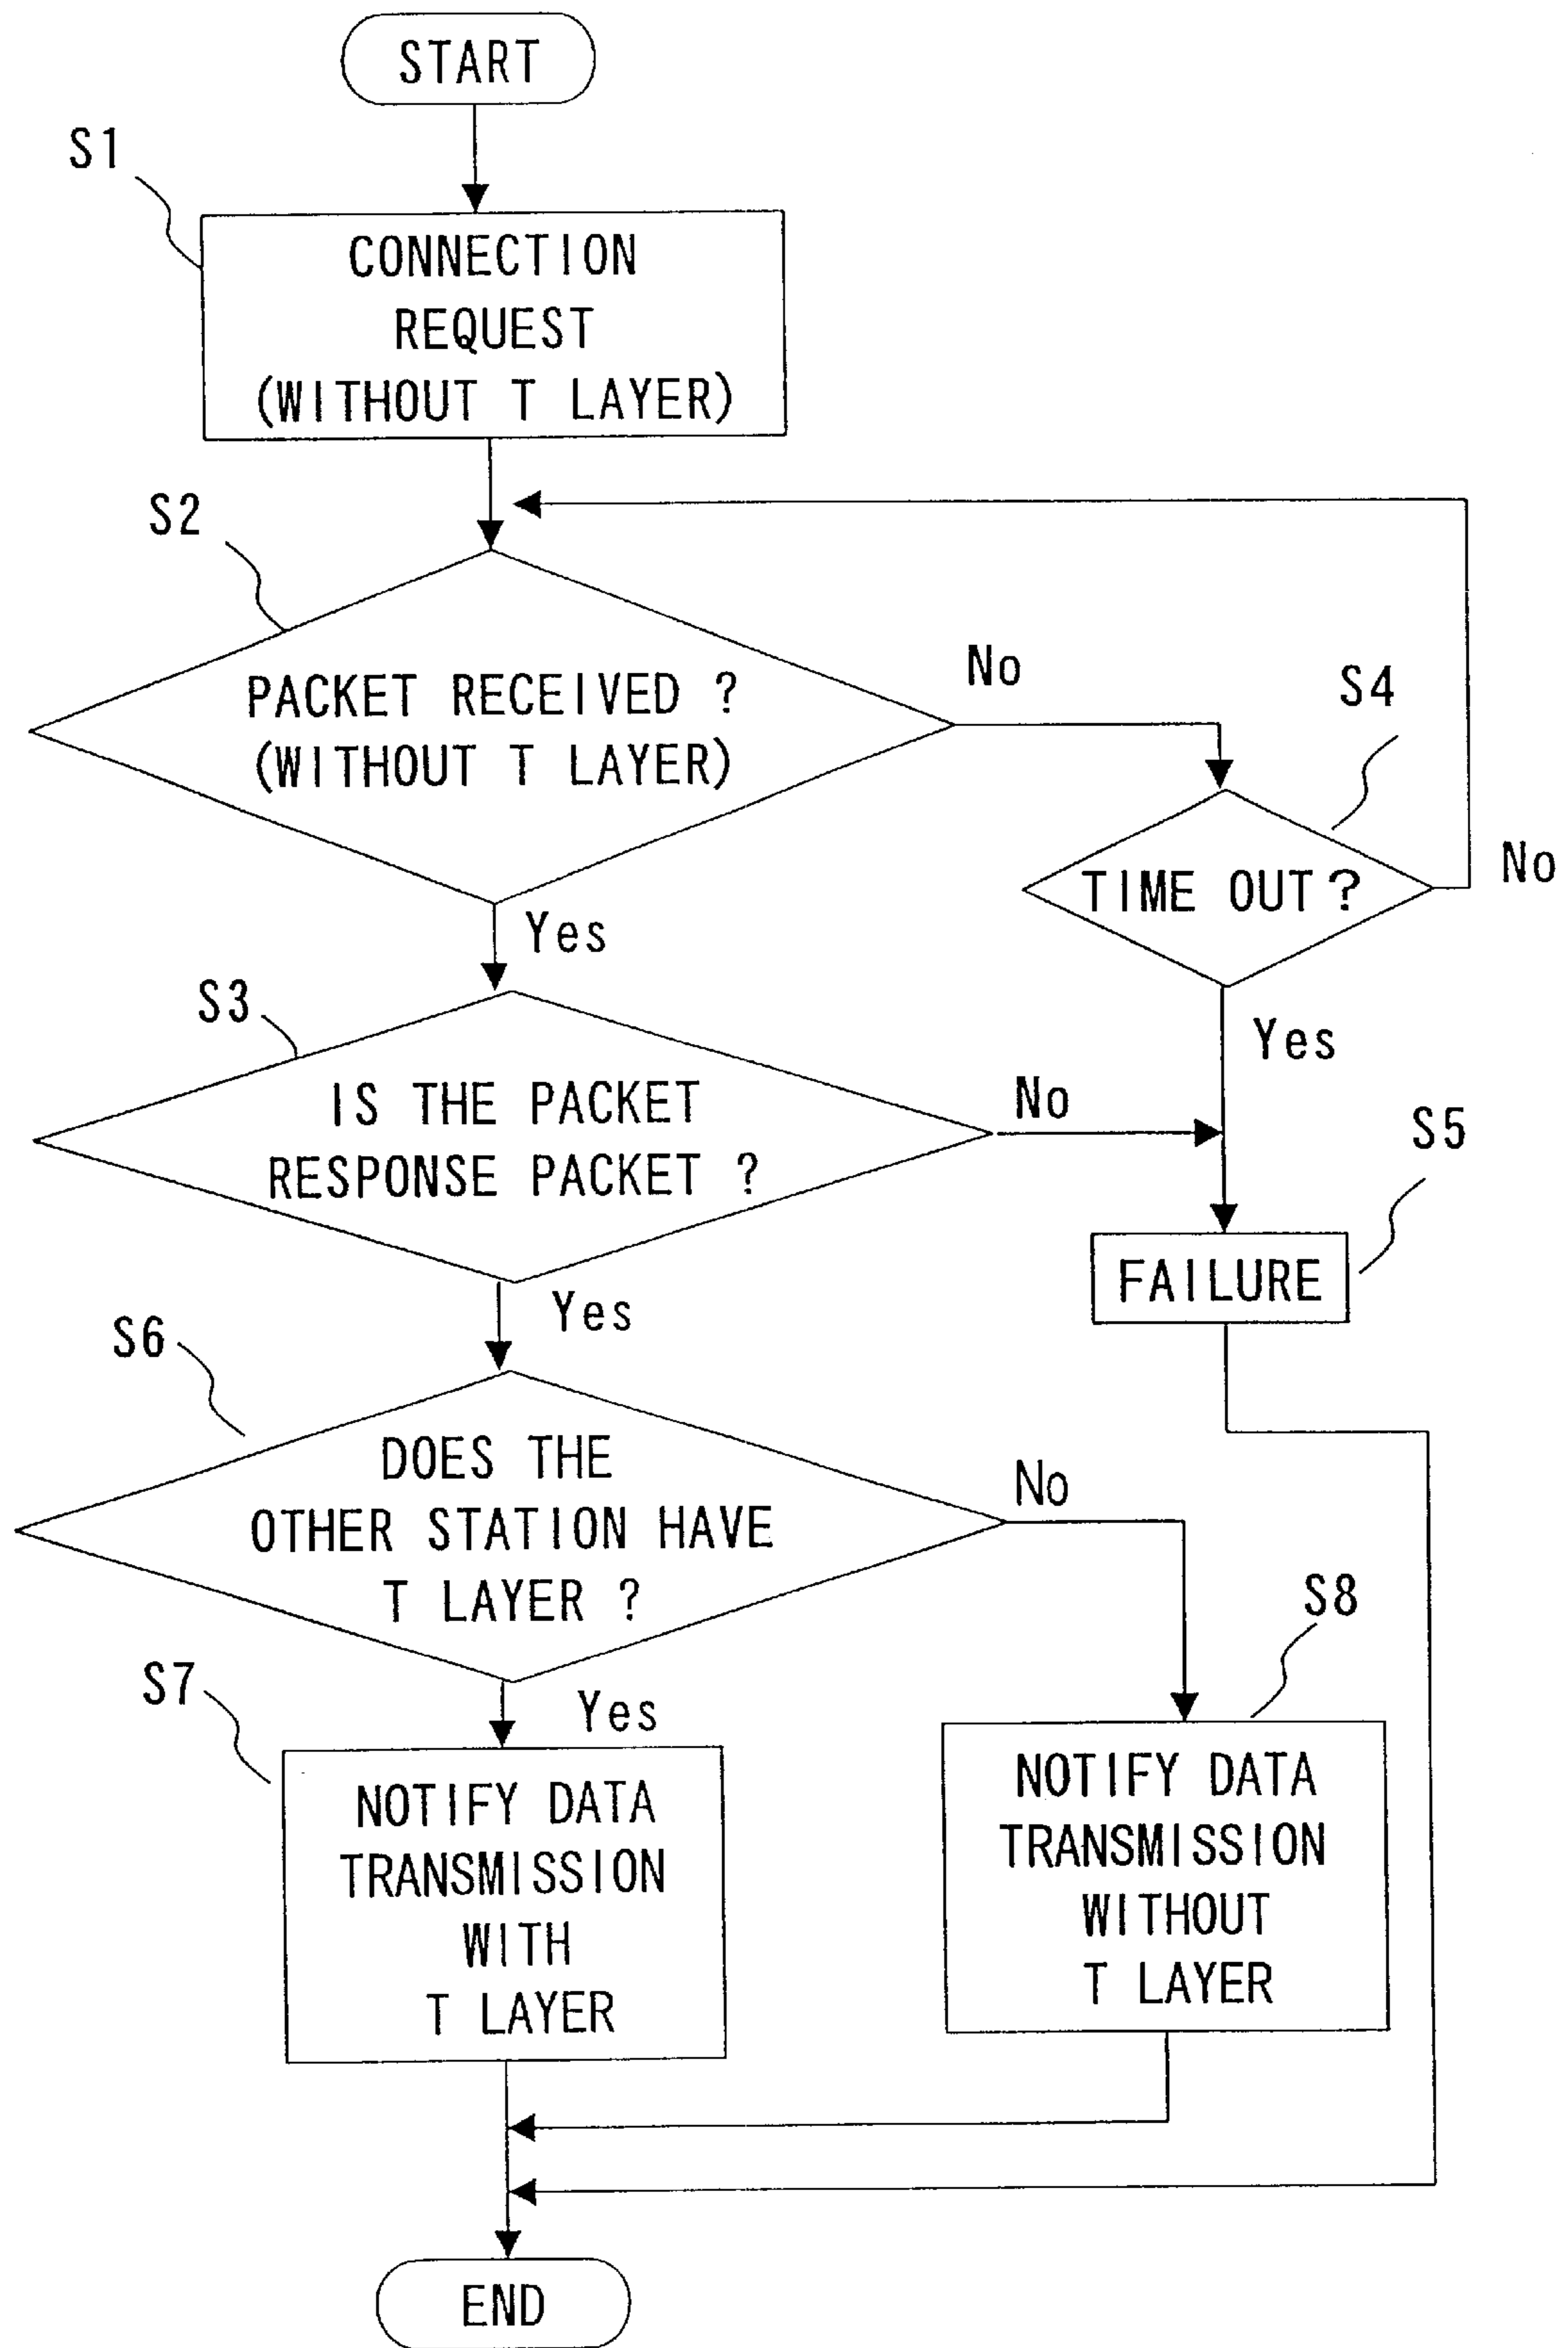 START
S1
CONNECTION
REQUEST
(WITHOUT T LAYER)
S2
PACKET RECEIVED ?
(WITHOUT T LAYER)
No
S4
TIME OUT ?
No
Yes
Yes
S3
IS THE PACKET
RESPONSE PACKET ?
No
S5
FAILURE
Yes
S6
DOES THE
OTHER STATION HAVE
T LAYER ?
No
S8
S7
Yes
NOTIFY DATA
TRANSMISSION
WITH
T LAYER
NOTIFY DATA
TRANSMISSION
WITHOUT
T LAYER
END